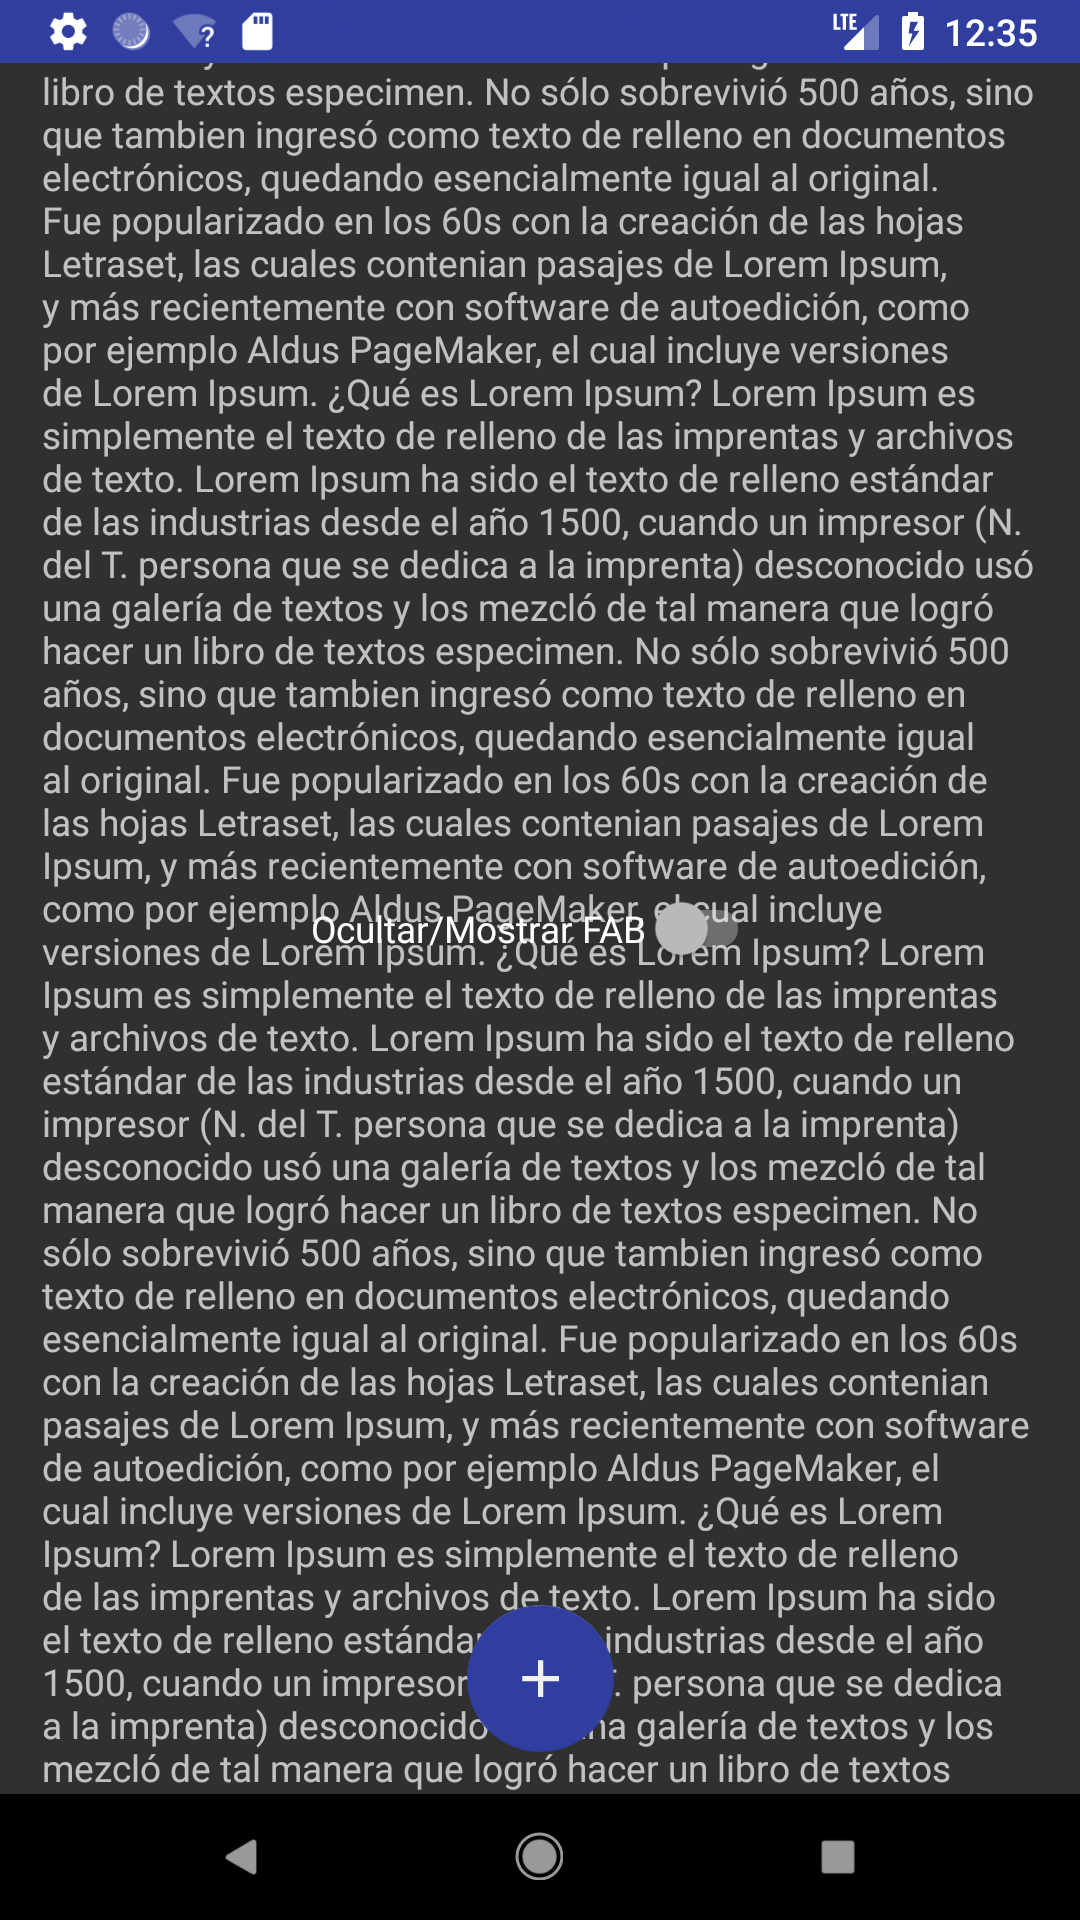 LTE 12:35
libro de textos especimen. No sólo sobrevivió 500 años, sino
que tambien ingresó como texto de relleno en documentos
electrónicos, quedando esencialmente igual al original.
Fue popularizado en los 60s con la creación de las hojas
Letraset, las cuales contenian pasajes de Lorem Ipsum,
y más recientemente con software de autoedición, como
por ejemplo Aldus PageMaker, el cual incluye versiones
de Lorem Ipsum. ¿Qué es Lorem Ipsum? Lorem Ipsum es
simplemente el texto de relleno de las imprentas y archivos
de texto. Lorem Ipsum ha sido el texto de relleno estándar
de las industrias desde el año 1500, cuando un impresor (N.
del T. persona que se dedica a la imprenta) desconocido usó
una galería de textos y los mezcló de tal manera que logró
hacer un libro de textos especimen. No sólo sobrevivió 500
años, sino que tambien ingresó como texto de relleno en
documentos electrónicos, quedando esencialmente igual
al original. Fue popularizado en los 60s con la creación de
las hojas Letraset, las cuales contenian pasajes de Lorem
Ipsum, y más recientemente con software de autoedición,
como por ejemplo Aldus PageMaker, el cual incluye
Ocultar/Mostrar FAB
versiones de Lorem Ipsum. ¿Qué es Lorem Ipsum? Lorem
Ipsum es simplemente el texto de relleno de las imprentas
y archivos de texto. Lorem Ipsum ha sido el texto de relleno
estándar de las industrias desde el año 1500, cuando un
impresor (N. del T. persona que se dedica a la imprenta)
desconocido usó una galería de textos y los mezcló de tal
manera que logró hacer un libro de textos especimen. No
sólo sobrevivió 500 años, sino que tambien ingresó como
texto de relleno en documentos electrónicos, quedando
esencialmente igual al original. Fue popularizado en los 60s
con la creación de las hojas Letraset, las cuales contenian
pasajes de Lorem Ipsum, y más recientemente con software
de autoedición, como por ejemplo Aldus PageMaker, el
cual incluye versiones de Lorem Ipsum. ¿Qué es Lorem
Ipsum? Lorem Ipsum es simplemente el texto de relleno
de las imprentas y archivos de texto. Lorem Ipsum ha sido
el texto de relleno industrias desde el año
1500, cuando un impresor persona que se dedica
a la imprenta) desconocido galería de textos y los
mezcló de tal manera que logró hacer un libro de textos